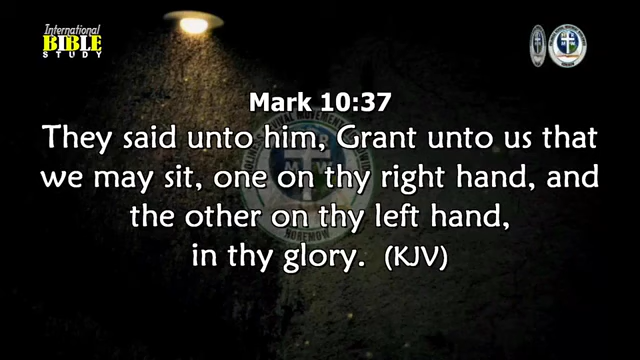 International
BIBLE
STUDY
Mark 10:37
They said unto him, Grant unto us that
we may sit, one on thy right hand, and
the other on thy left hand,
in thy glory. (KJV)